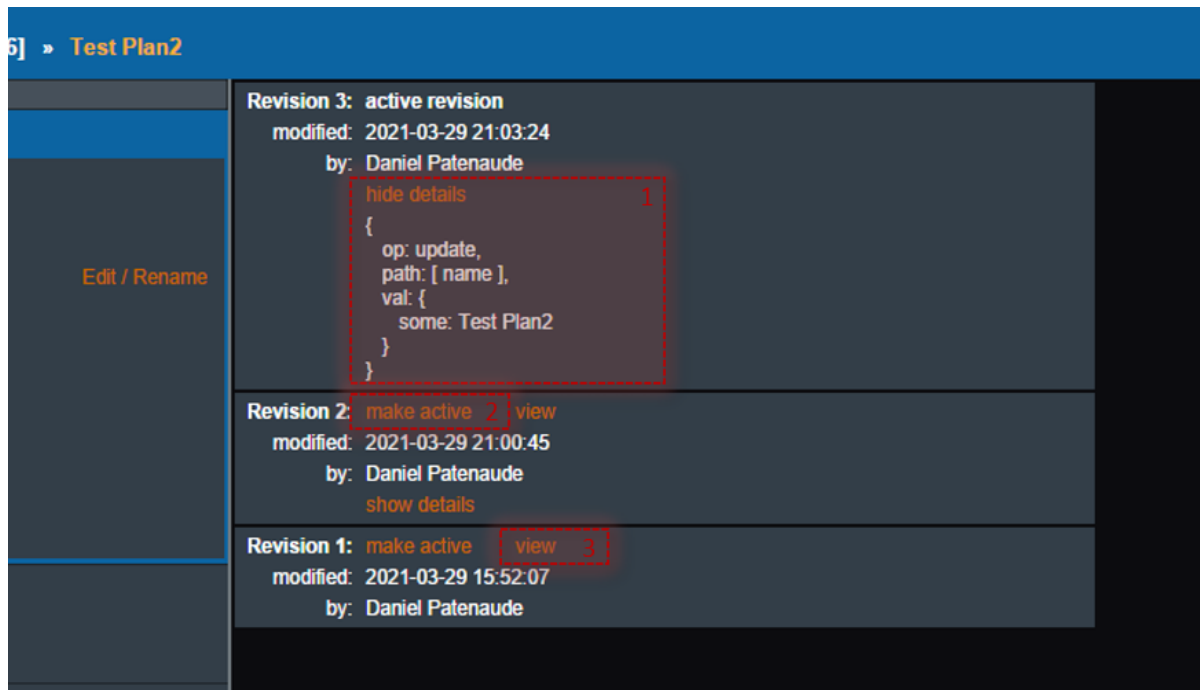 6] » Test Plan2
Revision 3: active revision
modified: 2021-03-29 21:03:24
by: Daniel Patenaude
hide details 1
{
op: update,
Edit / Rename
path: [ name ],
val: {
some: Test Plan2
}
}
Revision 2: make active 2 view
modified: 2021-03-29 21:00:45
by: Daniel Patenaude
show details
Revision 1: make active view 3
modified: 2021-03-29 15:52:07
by: Daniel Patenaude